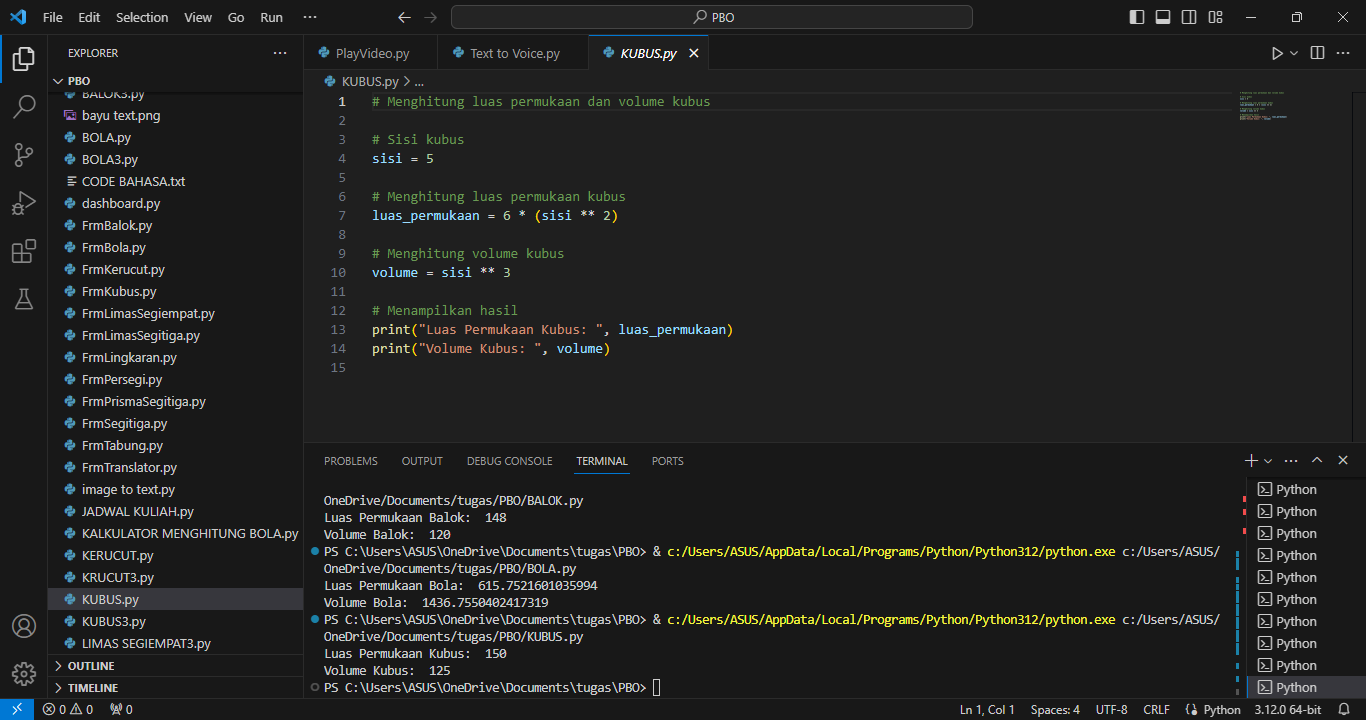 File Edit Selection View Go Run ··· PBO
EXPLORER ···
PBO
BALOK3.py
bayu text.png
BOLA.py
BOLA3.py
CODE BAHASA.txt
dashboard.py
FrmBalok.py
FrmBola.py
FrmKerucut.py
FrmKubus.py
FrmLimasSegiempat.py
FrmLimasSegitiga.py
FrmLingkaran.py
FrmPersegi.py
FrmPrismaSegitiga.py
FrmSegitiga.py
FrmTabung.py
FrmTranslator.py
image to text.py
JADWAL KULIAH.py
KALKULATOR MENGHITUNG BOLA.py
KERUCUT.py
KRUCUT3.py
KUBUS.py
KUBUS3.py
LIMAS SEGIEMPAT3.py
OUTLINE
TIMELINE
PlayVideo.py Text to Voice.py KUBUS.py
KUBUS.py > ...
1 # Menghitung luas permukaan dan volume kubus
2
3 # Sisi kubus
4 sisi = 5
5
6 # Menghitung luas permukaan kubus
7 luas_permukaan = 6 * (sisi ** 2)
8
9 # Menghitung volume kubus
10 volume = sisi ** 3
11
12 # Menampilkan hasil
13 print("Luas Permukaan Kubus: ", luas_permukaan)
14 print("Volume Kubus: ", volume)
15
PROBLEMS OUTPUT DEBUG CONSOLE TERMINAL PORTS
OneDrive/Documents/tugas/PBO/BALOK.py
Luas Permukaan Balok:  148
Volume Balok:  120
PS C:\Users\ASUS\OneDrive\Documents\tugas\PBO> & c:/Users/ASUS/AppData/Local/Programs/Python/Python312/python.exe c:/Users/ASUS/
OneDrive/Documents/tugas/PBO/BOLA.py
Luas Permukaan Bola:  615.7521601035994
Volume Bola:  1436.7550402417319
PS C:\Users\ASUS\OneDrive\Documents\tugas\PBO> & c:/Users/ASUS/AppData/Local/Programs/Python/Python312/python.exe c:/Users/ASUS/
OneDrive/Documents/tugas/PBO/KUBUS.py
Luas Permukaan Kubus:  150
Volume Kubus:  125
PS C:\Users\ASUS\OneDrive\Documents\tugas\PBO>
Python
Python
Python
Python
Python
Python
Python
Python
Python
Python
0 0 0 Ln 1, Col 1 Spaces: 4 UTF-8 CRLF Python 3.12.0 64-bit